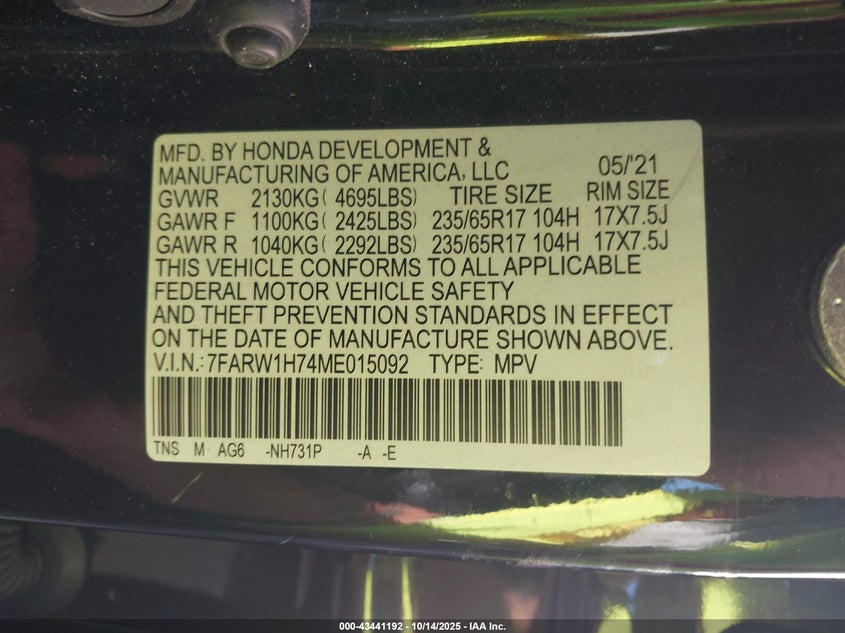 MFD. BY HONDA DEVELOPMENT &
MANUFACTURING OF AMERICA, LLC 05/'21
GVWR 2130KG( 4695LBS) TIRE SIZE RIM SIZE
GAWR F 1100KG( 2425LBS) 235/65R17 104H 17X7.5J
GAWR R 1040KG( 2292LBS) 235/65R17 104H 17X7.5J
THIS VEHICLE CONFORMS TO ALL APPLICABLE
FEDERAL MOTOR VEHICLE SAFETY
AND THEFT PREVENTION STANDARDS IN EFFECT
ON THE DATE OF MANUFACTURE SHOWN ABOVE.
V.I.N.: 7FARW1H74ME015092 TYPE: MPV
TNS M AG6 -NH731P -A -E
000-43441192 - 10/14/2025 - IAA Inc.